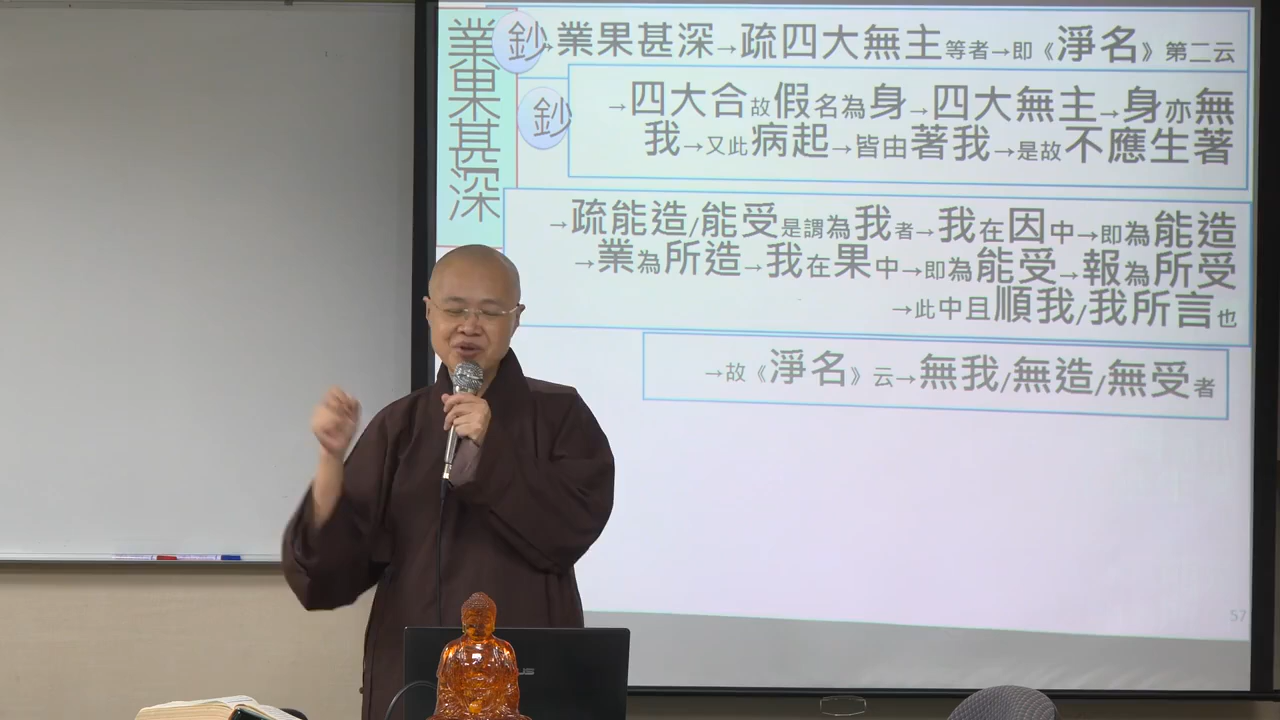 業果甚深
鈔→業果甚深→疏四大無主等者→即《淨名》第二云
鈔
→四大合故假名為身→四大無主→身亦無
我→又此病起→皆由著我→是故不應生著
→疏能造/能受是謂為我者→我在因中→即為能造
→業為所造→我在果中→即為能受→報為所受
→此中且順我/我所言也
→故《淨名》云→無我/無造/無受者
57